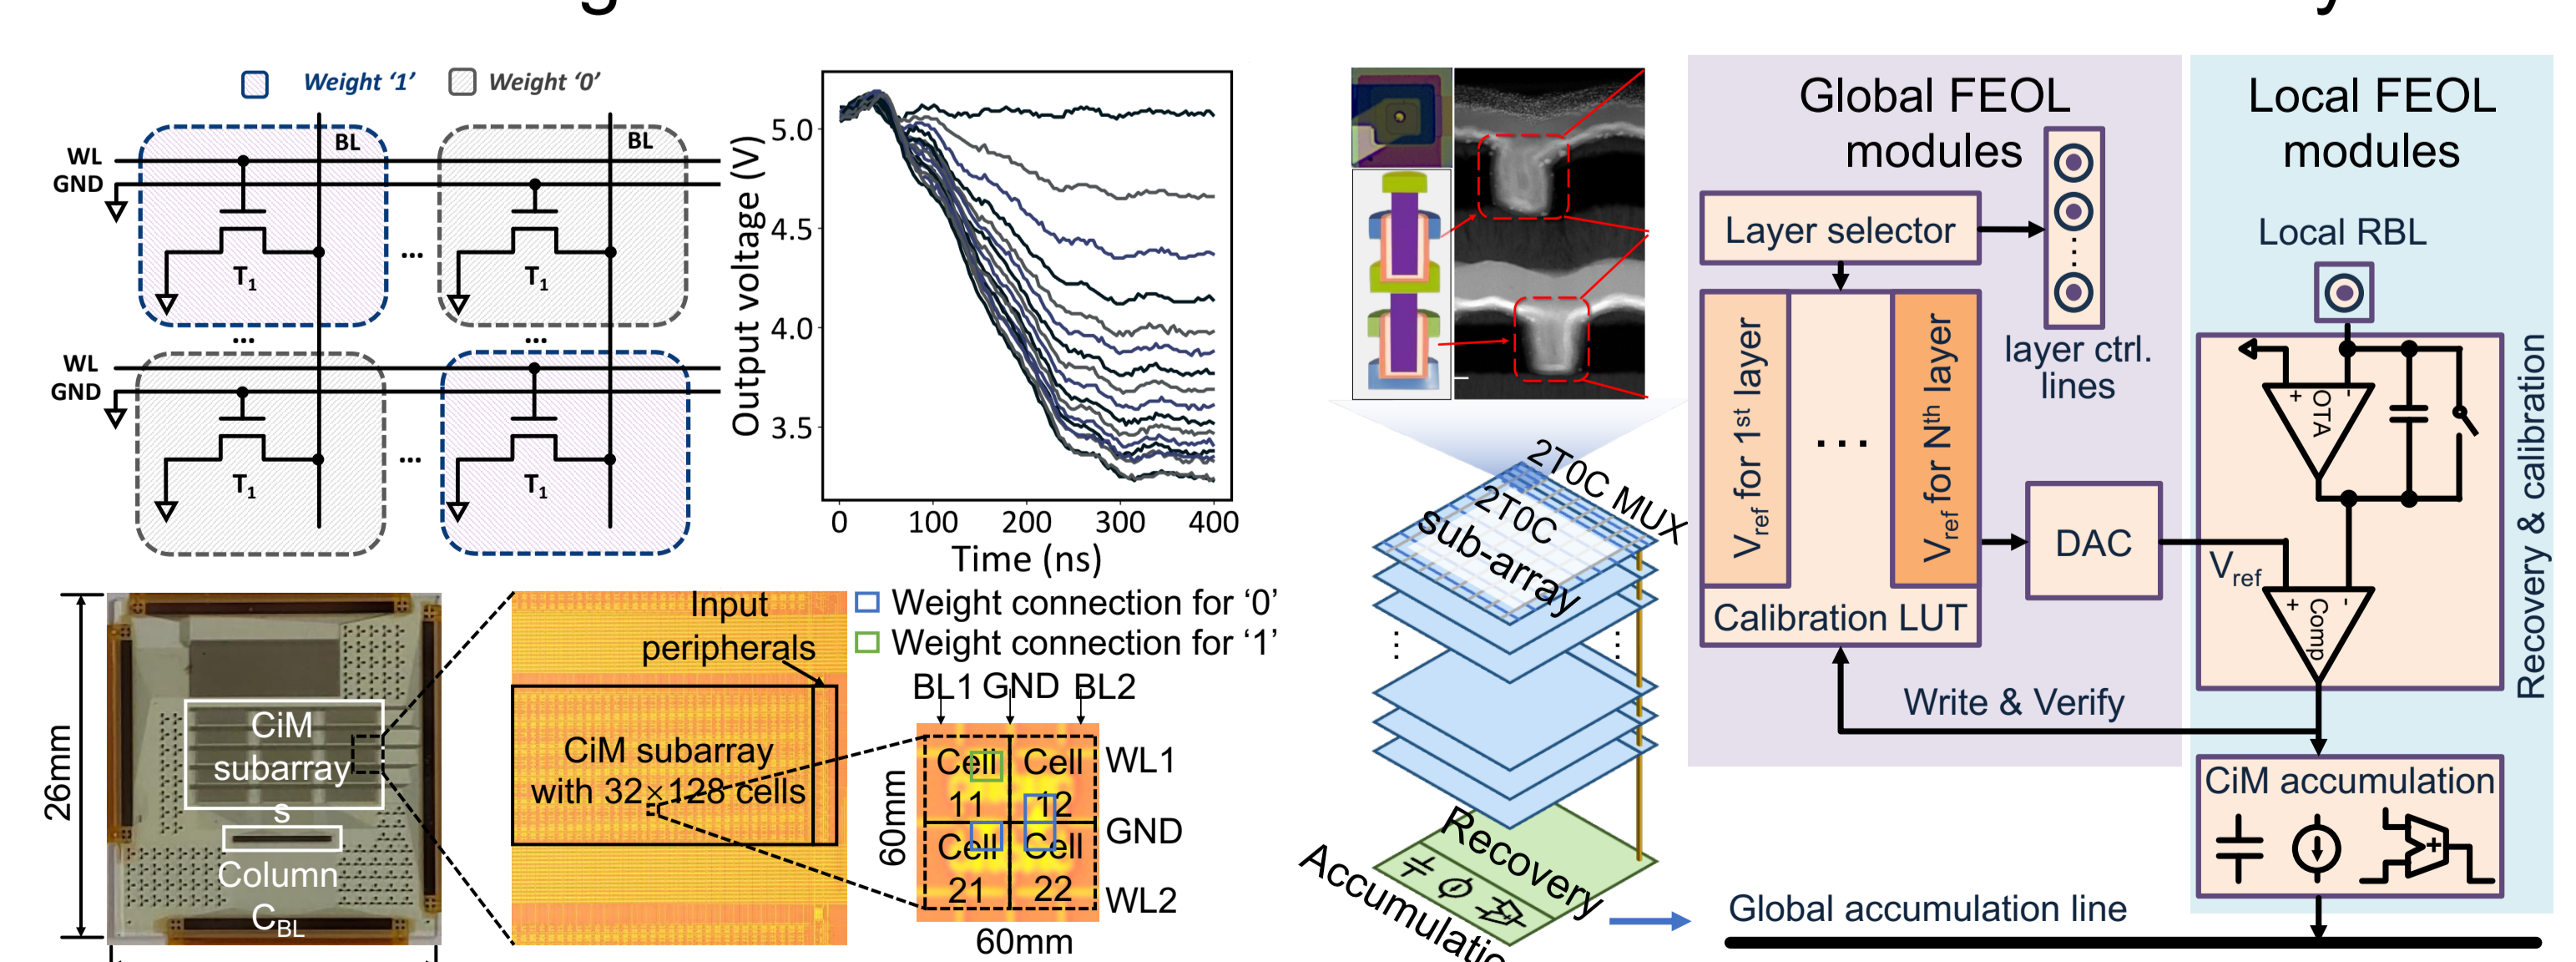 Weight ‘1’
Weight ‘0’
BL
BL
WL
GND
T1
...
T1
...
...
WL
GND
T1
...
T1
Output voltage (V)
5.0
4.5
4.0
3.5
0 100 200 300 400
Time (ns)
26mm
CiM
subarray
s
Column
CBL
Input
peripherals
CiM subarray
with 32×128 cells
Weight connection for ‘0’
Weight connection for ‘1’
BL1 GND BL2
Cell
11
Cell
12
Cell
21
Cell
22
WL1
GND
WL2
60mm
60mm
2T0C MUX
2T0C
sub-array
Recovery
Accumulatio
Global FEOL
modules
Layer selector
layer ctrl.
lines
Vref for 1st layer
...
Vref for Nth layer
Calibration LUT
DAC
Write & Verify
Global accumulation line
Local FEOL
modules
Local RBL
+ -
OTA
Vref
+ -
Comp
Recovery & calibration
CiM accumulation